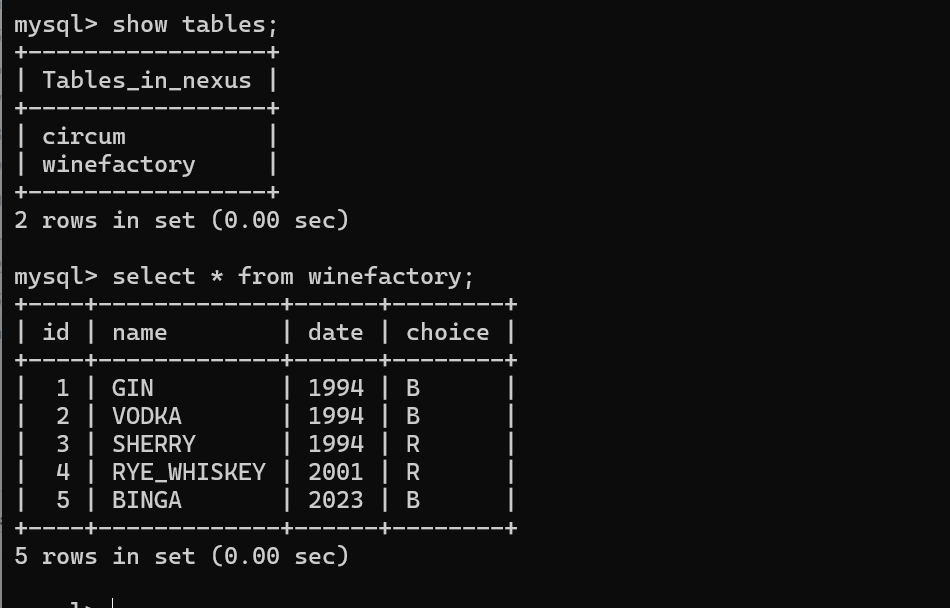 mysql> show tables;
+-----------------+
| Tables_in_nexus |
+-----------------+
| circum          |
| winefactory     |
+-----------------+
2 rows in set (0.00 sec)
mysql> select * from winefactory;
+----+-------------+------+--------+
| id | name        | date | choice |
+----+-------------+------+--------+
|  1 | GIN         | 1994 | B      |
|  2 | VODKA       | 1994 | B      |
|  3 | SHERRY      | 1994 | R      |
|  4 | RYE_WHISKEY | 2001 | R      |
|  5 | BINGA       | 2023 | B      |
+----+-------------+------+--------+
5 rows in set (0.00 sec)